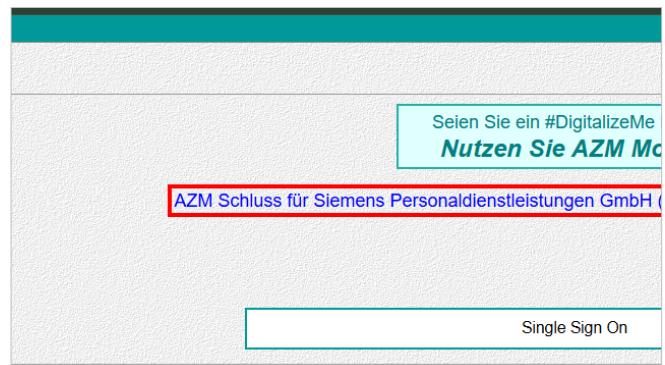 Seien Sie ein #DigitalizeMe
Nutzen Sie AZM
AZM Schluss für Siemens Personaldienstleistungen GmbH (
Single Sign On